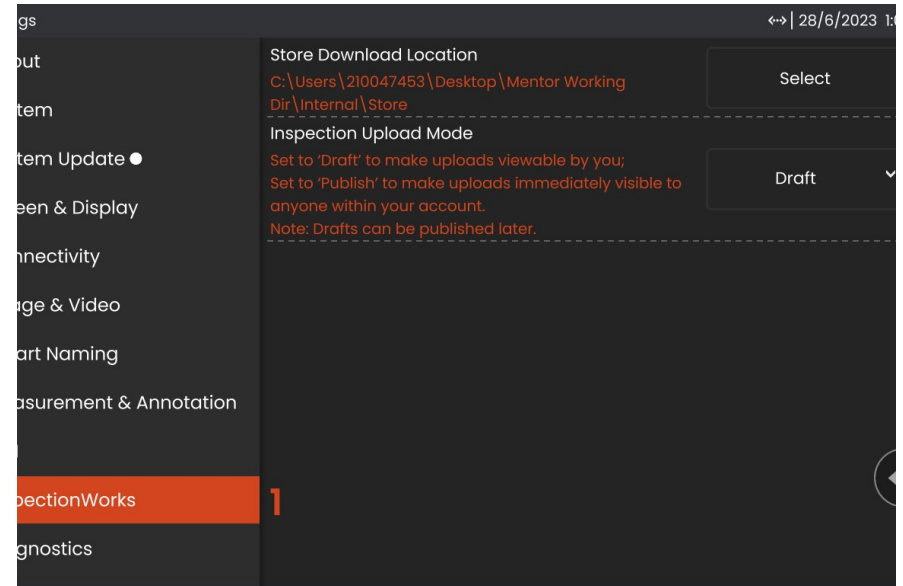 gs
28/6/2023 1:
out
tem
tem Update
een & Display
nnectivity
age & Video
art Naming
asurement & Annotation
pectionWorks
gnostics
Store Download Location
C:\Users\210047453\Desktop\Mentor Working
Dir\Internal\Store
Select
Inspection Upload Mode
Set to 'Draft' to make uploads viewable by you;
Set to 'Publish' to make uploads immediately visible to
anyone within your account.
Note: Drafts can be published later.
Draft
1